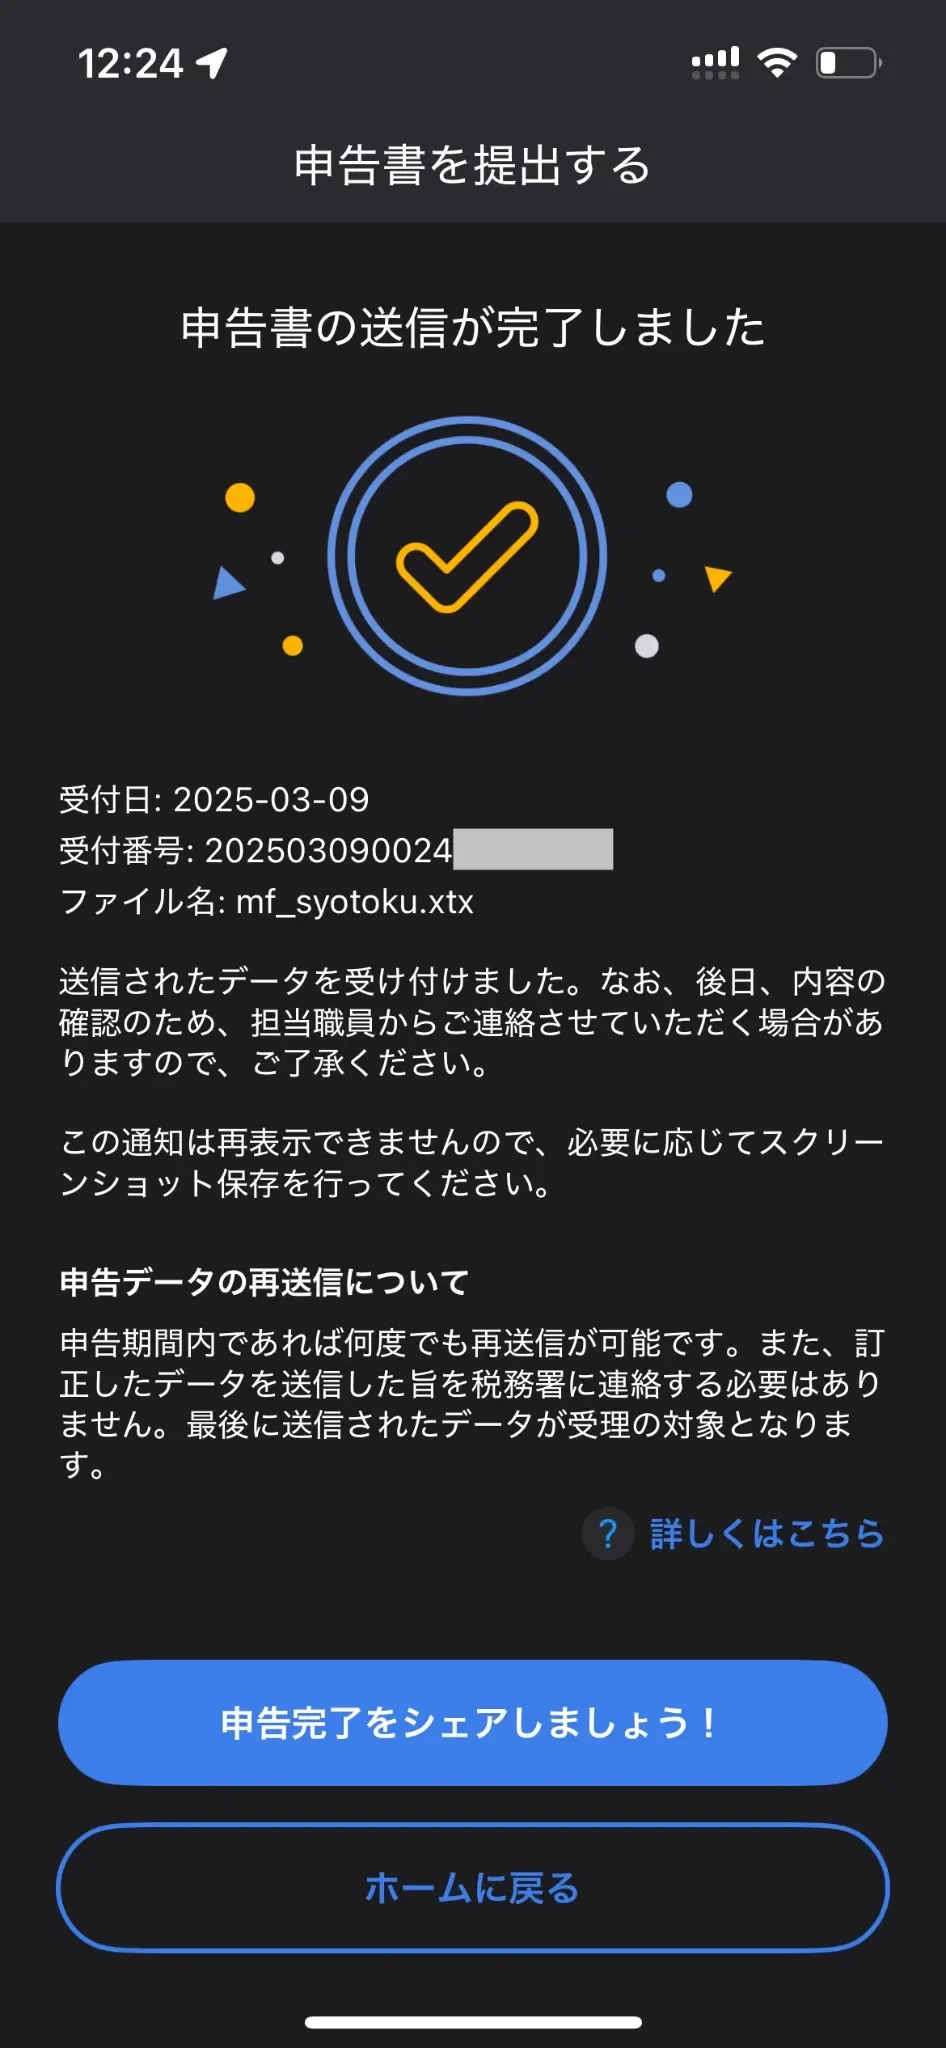 12:24
申告書を提出する
申告書の送信が完了しました
受付日: 2025-03-09
受付番号: 202503090024
ファイル名: mf_syotoku.xtx
送信されたデータを受け付けました。なお、後日、内容の
確認のため、担当職員からご連絡させていただく場合があ
りますので、ご了承ください。
この通知は再表示できませんので、必要に応じてスクリー
ンショット保存を行ってください。
申告データの再送信について
申告期間内であれば何度でも再送信が可能です。また、訂
正したデータを送信した旨を税務署に連絡する必要はあり
ません。最後に送信されたデータが受理の対象となりま
す。
? 詳しくはこちら
申告完了をシェアしましょう！
ホームに戻る